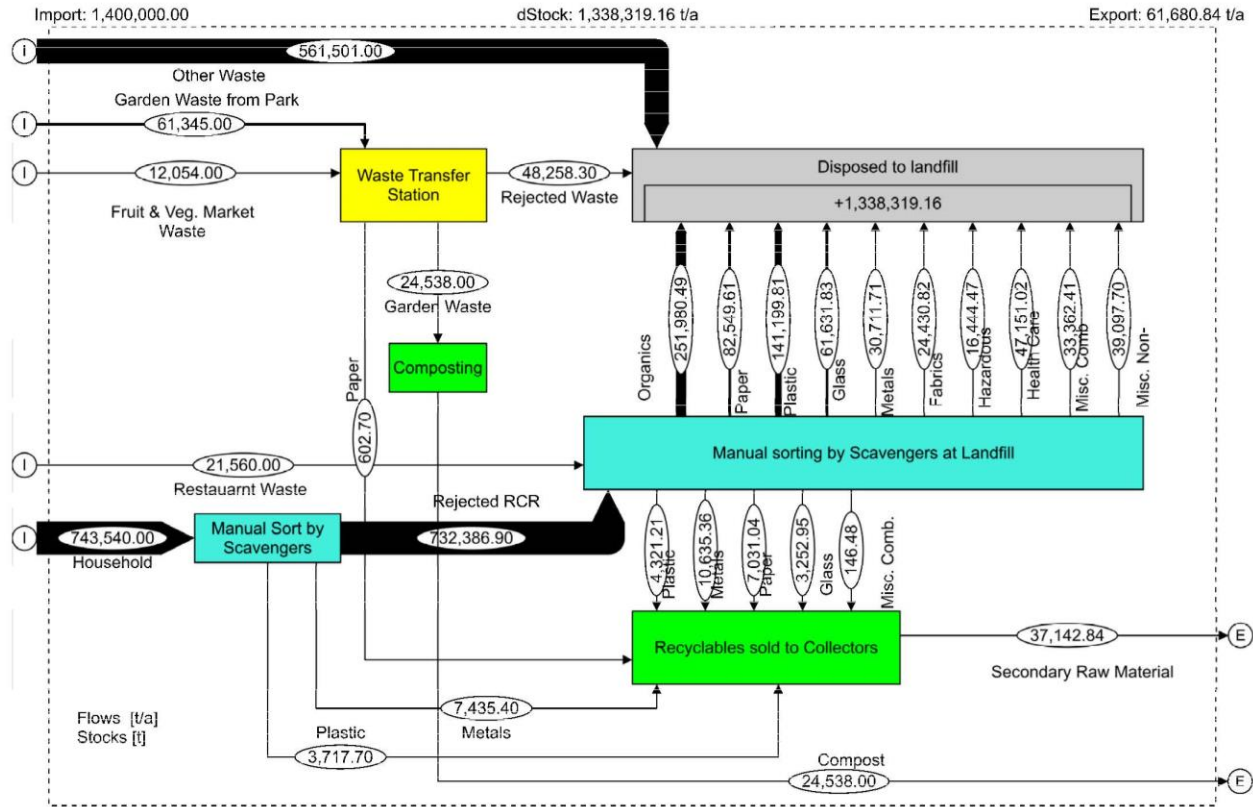 Import: 1,400,000.00
dStock: 1,338,319.16 t/a
Export: 61,680.84 t/a
i
561,501.00
Other Waste
Garden Waste from Park
I
61,345.00
I
12,054.00
Fruit & Veg. Market
Waste
Waste Transfer
Station
48,258.30
Rejected Waste
Disposed to landfill
+1,338,319.16
24,538.00
Garden Waste
Composting
Paper
602.70
251,980.49
Organics
82,549.61
Paper
141,199.81
Plastic
61,631.83
Glass
30,711.71
Metals
24,430.82
Fabrics
16,444.47
Hazardous
47,151.02
Health Care
33,362.41
Misc. Comb
39,097.70
Misc. Non-
Manual sorting by Scavengers at Landfill
I
21,560.00
Restauarnt Waste
Rejected RCR
I
743,540.00
Household
Manual Sort by
Scavengers
732,386.90
4,321.21
Plastic
10,635.36
Metals
7,031.04
Paper
3,252.95
Glass
146.48
Misc. Comb.
Recyclables sold to Collectors
37,142.84
E
Secondary Raw Material
7,435.40
Metals
Plastic
3,717.70
Flows [t/a]
Stocks [t]
Compost
24,538.00
E